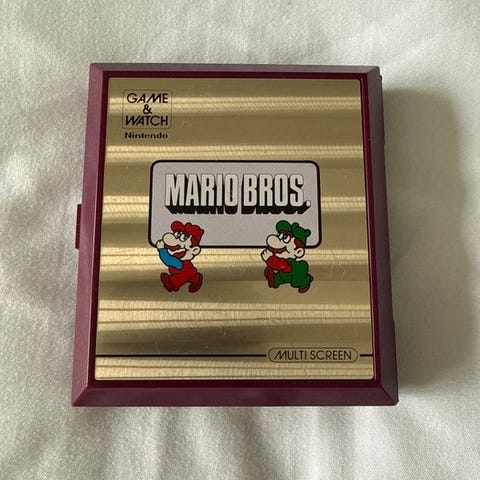 GAME
&
WATCH
Nintendo
MARIO BROS.
MULTI SCREEN